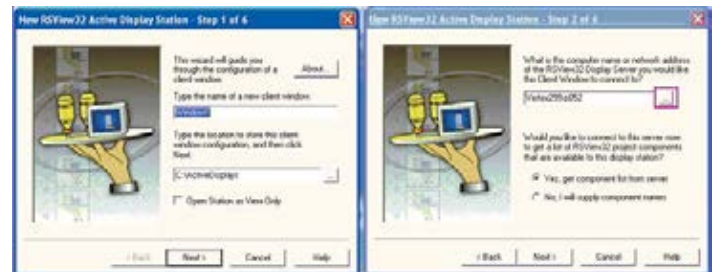 New RSView32 Active Display Station - Step 1 of 6
This wizard will guide you
through the configuration of a
client window.
About...
Type the name of a new client window.
Window1
Type the location to store this client
window configuration, and then click
Next.
C:\ActiveDisplays
...
Open Station as View Only
< Back
Next >
Cancel
Help
New RSView32 Active Display Station - Step 2 of 6
What is the computer name or network address
of the RSView32 Display Server you would like
this Client Window to connect to?
...
Would you like to connect to this server now
to get a list of RSView32 project components
that are available to this display station?
Yes, get component list from server
No, I will supply component names
< Back
Next >
Cancel
Help